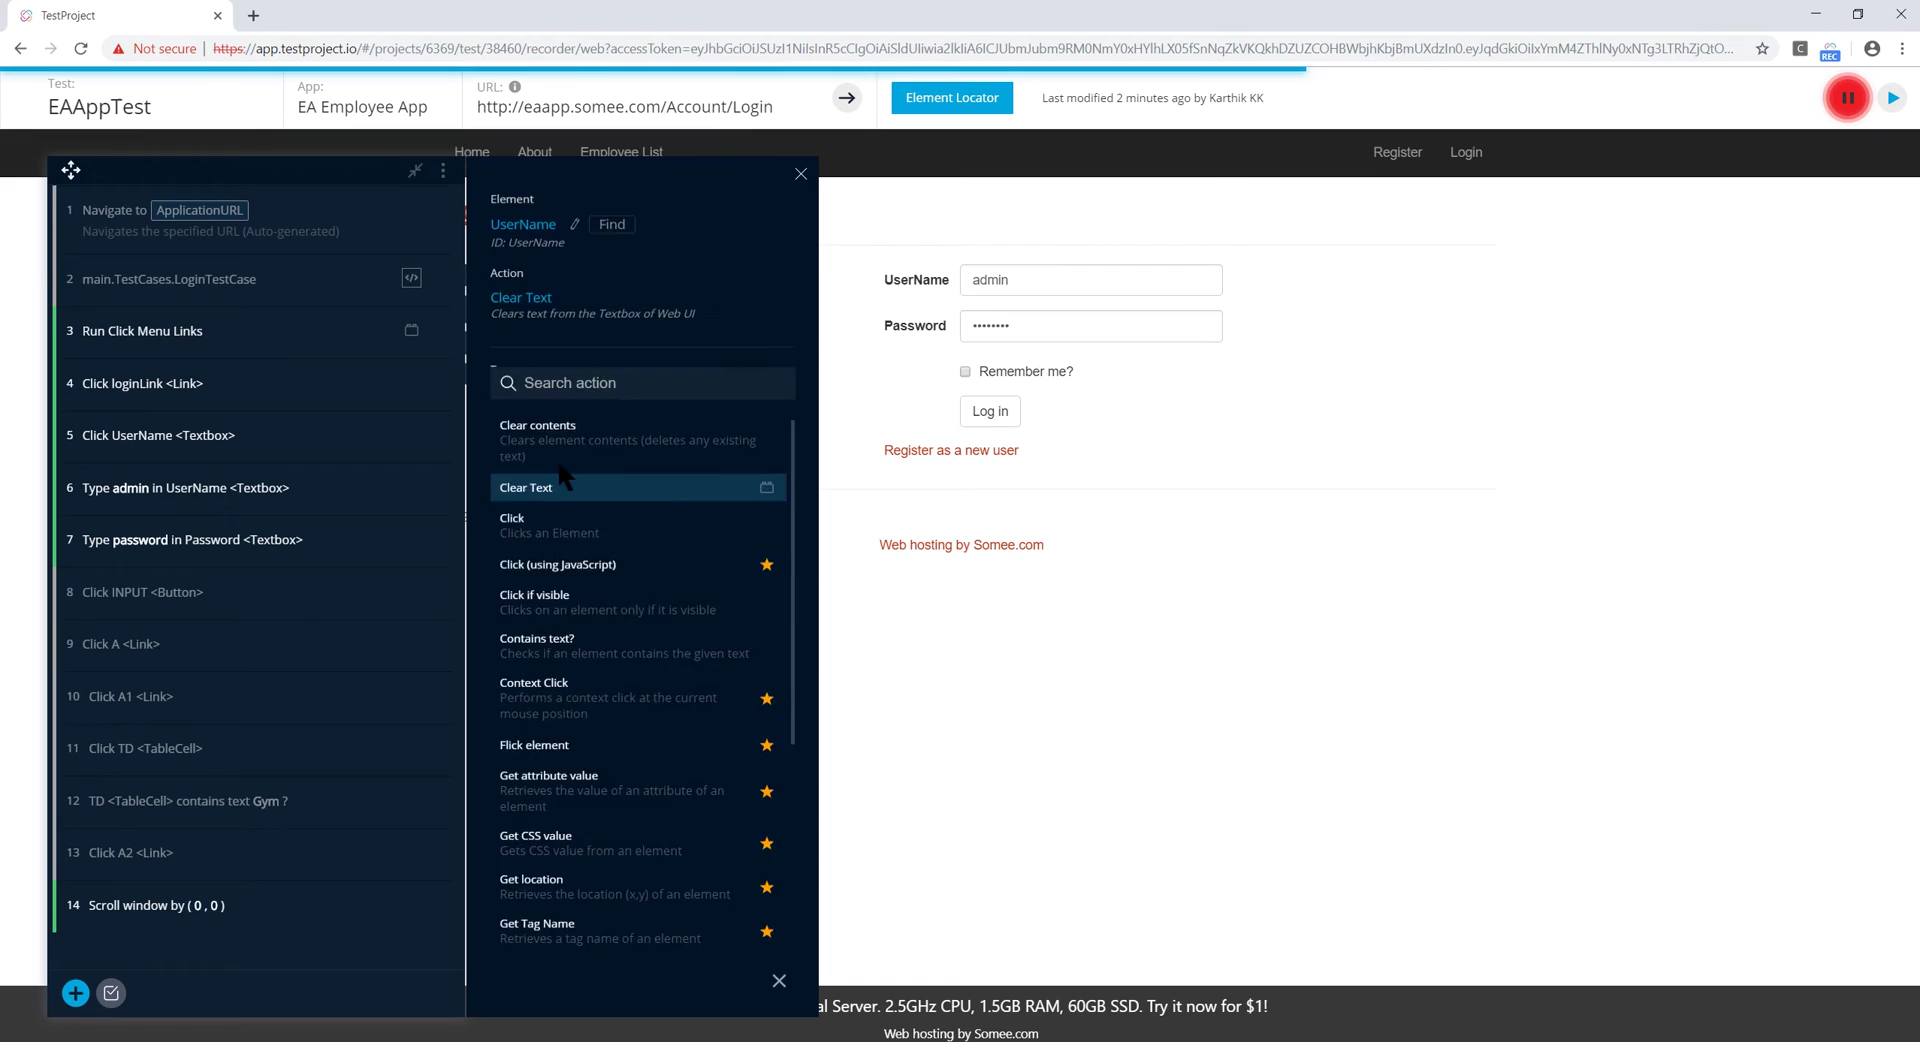 TestProject
Not secure
app.testproject.io/#/projects/6369/test/38460/recorder/web?accessToken=
REC
Test:
EAAppTest
App:
EA Employee App
URL:
http://eaapp.somee.com/Account/Login
Element Locator
Last modified 2 minutes ago by Karthik KK
Home About Employee List Register Login
1 Navigate to ApplicationURL
Navigates the specified URL (Auto-generated)
2 main.TestCases.LoginTestCase
3 Run Click Menu Links
4 Click loginLink <Link>
5 Click UserName <Textbox>
6 Type admin in UserName <Textbox>
7 Type password in Password <Textbox>
8 Click INPUT <Button>
9 Click A <Link>
10 Click A1 <Link>
11 Click TD <TableCell>
12 TD <TableCell> contains text Gym ?
13 Click A2 <Link>
14 Scroll window by ( 0 , 0 )
Element
UserName Find
ID: UserName
Action
Clear Text
Clears text from the Textbox of Web UI
Search action
Clear contents
Clears element contents (deletes any existing
text)
Clear Text
Click
Clicks an Element
Click (using JavaScript)
Click if visible
Clicks on an element only if it is visible
Contains text?
Checks if an element contains the given text
Context Click
Performs a context click at the current
mouse position
Flick element
Get attribute value
Retrieves the value of an attribute of an
element
Get CSS value
Gets CSS value from an element
Get location
Retrieves the location (x,y) of an element
Get Tag Name
Retrieves a tag name of an element
UserName admin
Password ••••••••
Remember me?
Log in
Register as a new user
Web hosting by Somee.com
al Server. 2.5GHz CPU, 1.5GB RAM, 60GB SSD. Try it now for $1!
Web hosting by Somee.com